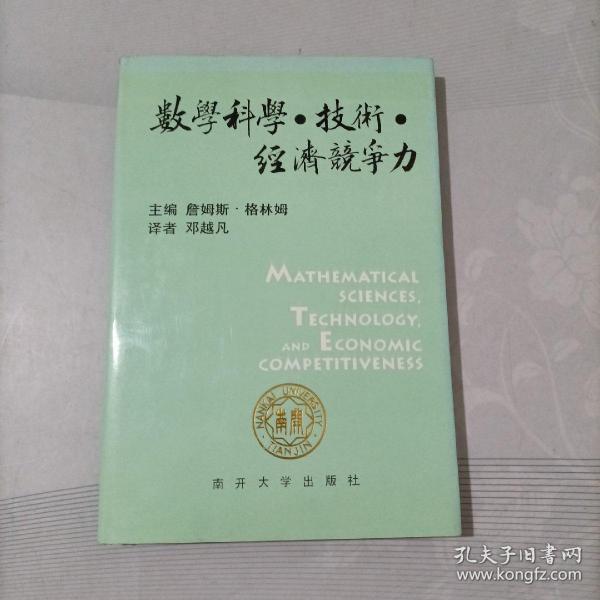 數學科學·技術·
經濟競爭力
主编 詹姆斯·格林姆
译者 邓越凡
MATHEMATICAL
SCIENCES,
TECHNOLOGY,
AND ECONOMIC
COMPETITIVENESS
NANKAI UNIVERSITY
南開
TIANJIN
南开大学出版社
孔夫子旧书网
www.kongfz.com